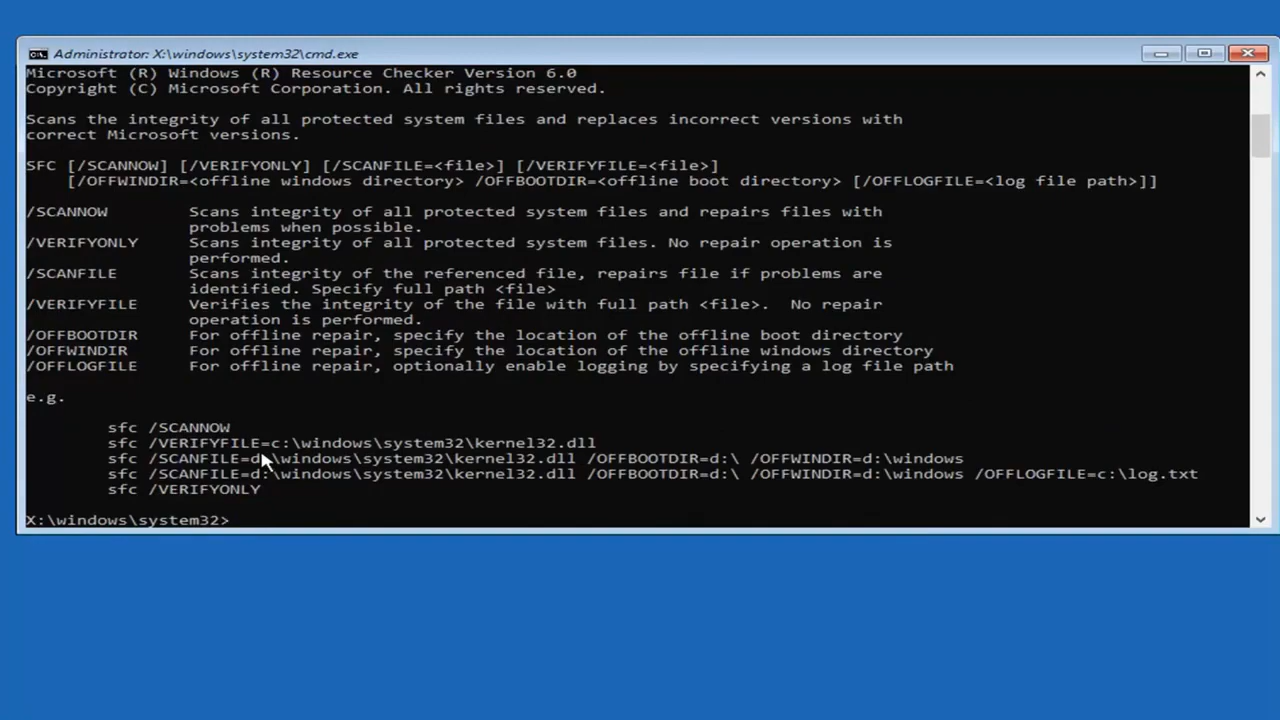 Administrator: X:\windows\system32\cmd.exe
Microsoft (R) Windows (R) Resource Checker Version 6.0
Copyright (C) Microsoft Corporation. All rights reserved.
Scans the integrity of all protected system files and replaces incorrect versions with
correct Microsoft versions.
SFC [/SCANNOW] [/VERIFYONLY] [/SCANFILE=<file>] [/VERIFYFILE=<file>]
[/OFFWINDIR=<offline windows directory> /OFFBOOTDIR=<offline boot directory> [/OFFLOGFILE=<log file path>]]
/SCANNOW Scans integrity of all protected system files and repairs files with
problems when possible.
/VERIFYONLY Scans integrity of all protected system files. No repair operation is
performed.
/SCANFILE Scans integrity of the referenced file, repairs file if problems are
identified. Specify full path <file>
/VERIFYFILE Verifies the integrity of the file with full path <file>. No repair
operation is performed.
/OFFBOOTDIR For offline repair, specify the location of the offline boot directory
/OFFWINDIR For offline repair, specify the location of the offline windows directory
/OFFLOGFILE For offline repair, optionally enable logging by specifying a log file path
e.g.
sfc /SCANNOW
sfc /VERIFYFILE=c:\windows\system32\kernel32.dll
sfc /SCANFILE=d:\windows\system32\kernel32.dll /OFFBOOTDIR=d:\ /OFFWINDIR=d:\windows
sfc /SCANFILE=d:\windows\system32\kernel32.dll /OFFBOOTDIR=d:\ /OFFWINDIR=d:\windows /OFFLOGFILE=c:\log.txt
sfc /VERIFYONLY
X:\windows\system32>